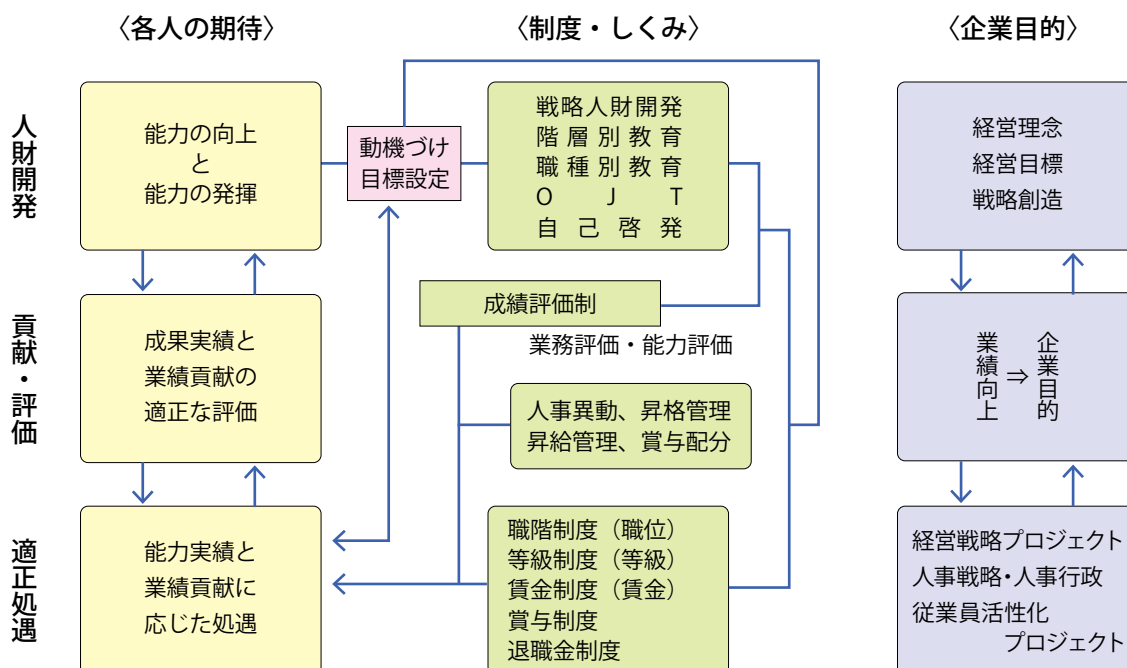 〈各人の期待〉
〈制度・しくみ〉
〈企業目的〉
人財開発
能力の向上
と
能力の発揮
動機づけ
目標設定
戦略人財開発
階層別教育
職種別教育
OJT
自己啓発
経営理念
経営目標
戦略創造
貢献・評価
成果実績と
業績貢献の
適正な評価
成績評価制
業務評価・能力評価
人事異動、昇格管理
昇給管理、賞与配分
業績向上
⇒
企業目的
適正処遇
能力実績と
業績貢献に
応じた処遇
職階制度（職位）
等級制度（等級）
賃金制度（賃金）
賞与制度
退職金制度
経営戦略プロジェクト
人事戦略・人事行政
従業員活性化
プロジェクト